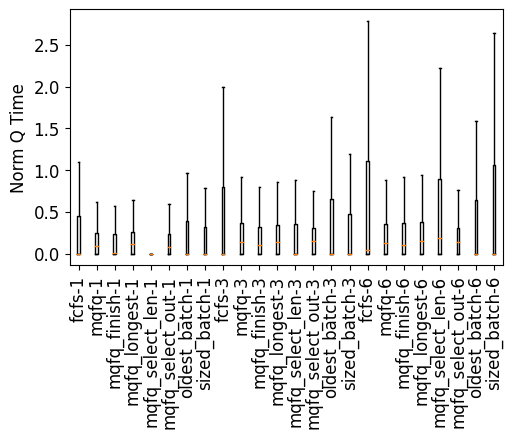 Norm Q Time
2.5
2.0
1.5
1.0
0.5
0.0
fcfs-1
mqfq-1
mqfq_finish-1
mqfq_longest-1
mqfq_select_len-1
mqfq_select_out-1
oldest_batch-1
sized_batch-1
fcfs-3
mqfq-3
mqfq_finish-3
mqfq_longest-3
mqfq_select_len-3
mqfq_select_out-3
oldest_batch-3
sized_batch-3
fcfs-6
mqfq-6
mqfq_finish-6
mqfq_longest-6
mqfq_select_len-6
mqfq_select_out-6
oldest_batch-6
sized_batch-6